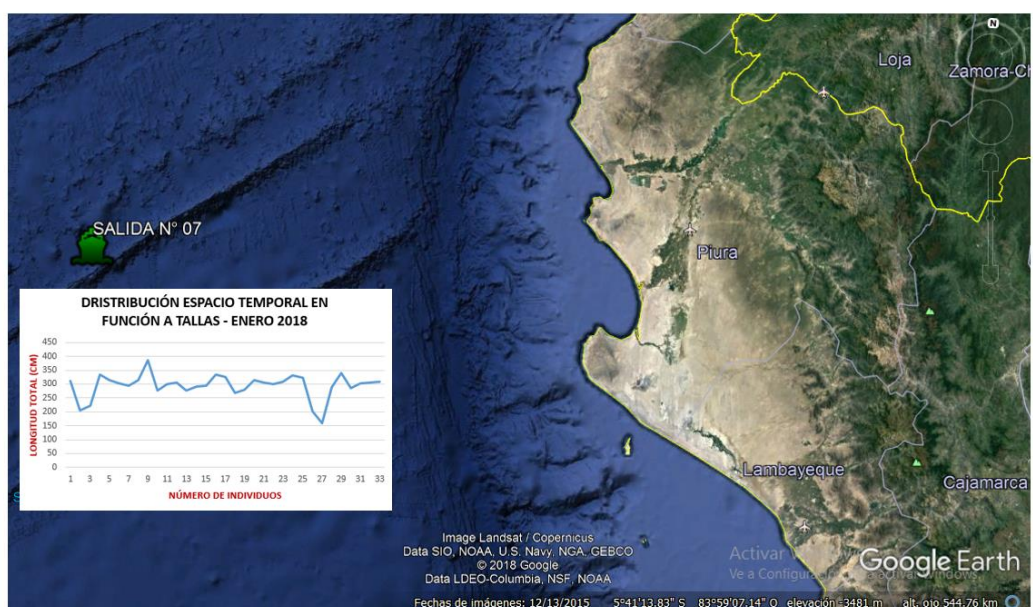 N
Loja
Zamora-Ch
SALIDA N° 07
Piura
DRISTRIBUCIÓN ESPACIO TEMPORAL EN
FUNCIÓN A TALLAS - ENERO 2018
LONGITUD TOTAL (CM)
450
400
350
300
250
200
150
100
50
0
1 3 5 7 9 11 13 15 17 19 21 23 25 27 29 31 33
NÚMERO DE INDIVIDUOS
Lambayeque
Cajamarca
Image Landsat / Copernicus
Data SIO, NOAA, U.S. Navy, NGA, GEBCO
© 2018 Google
Data LDEO-Columbia, NSF, NOAA
Activar
Ve a Configuración para activar Windows.
Google Earth
Fechas de imágenes: 12/13/2015 5°41'13.83" S 83°59'07.14" O elevación -3481 m alt. ojo 544.76 km